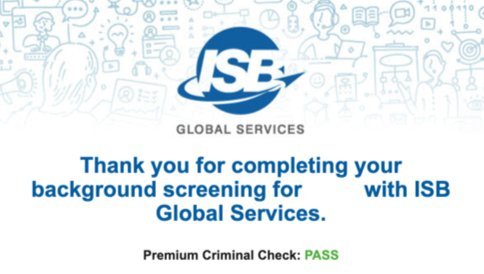 ISB
GLOBAL SERVICES
Thank you for completing your
background screening for with ISB
Global Services.
Premium Criminal Check: PASS